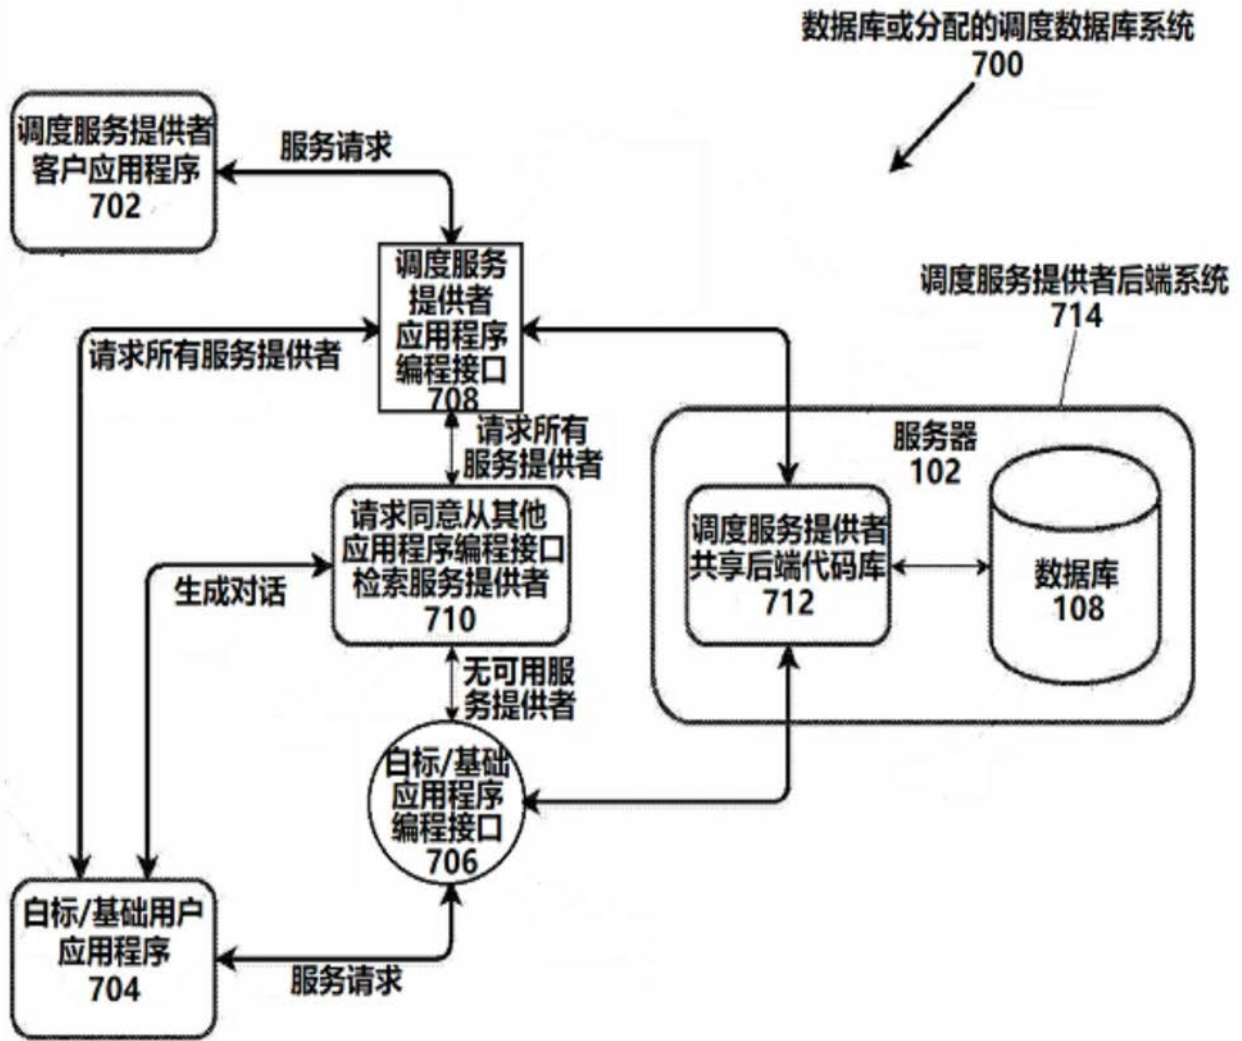 数据库或分配的调度数据库系统
700
调度服务提供者
客户应用程序
702
服务请求
调度服务
提供者
应用程序
编程接口
708
调度服务提供者后端系统
714
请求所有服务提供者
请求所有
服务提供者
服务器
102
请求同意从其他
应用程序编程接口
检索服务提供者
710
调度服务提供者
共享后端代码库
712
数据库
108
生成对话
无可用服
务提供者
白标/基础
应用程序
编程接口
706
白标/基础用户
应用程序
704
服务请求